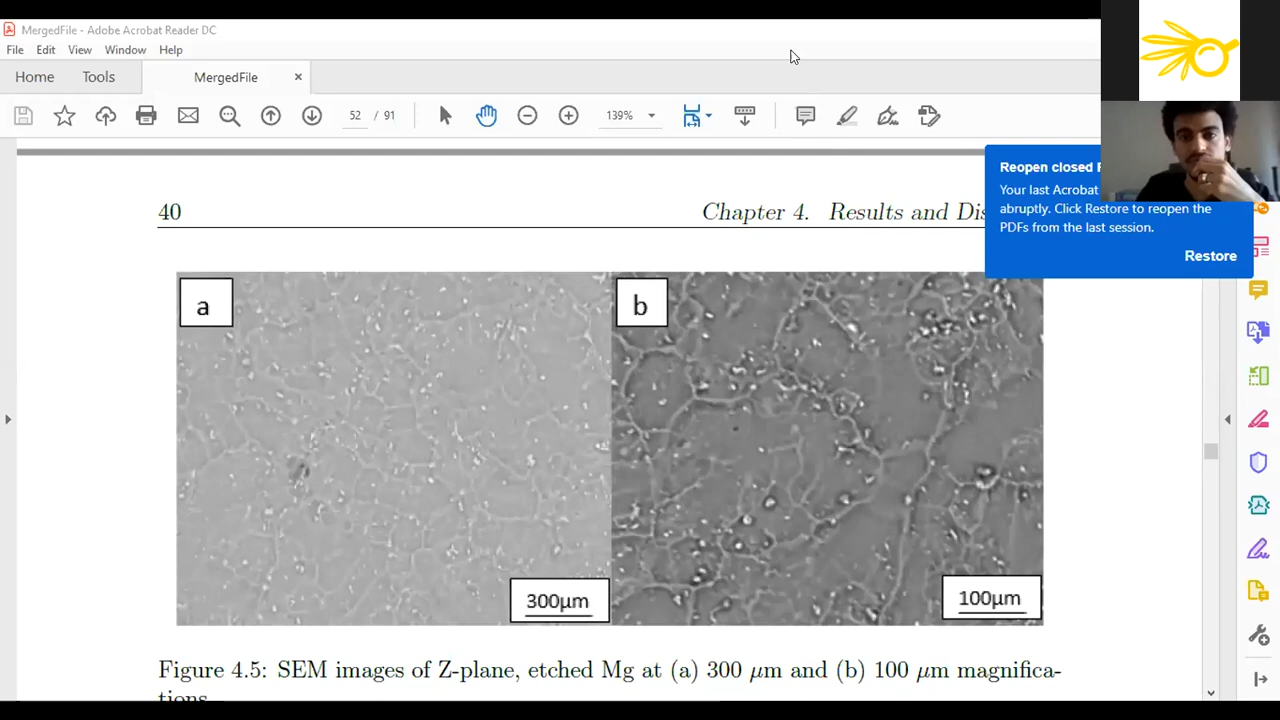 MergedFile - Adobe Acrobat Reader DC
File Edit View Window Help
Home Tools MergedFile ×
52 / 91 139%
Reopen closed
Your last Acrobat
abruptly. Click Restore to reopen the
PDFs from the last session.
Restore
40 Chapter 4. Results and Dis
a b
300μm 100μm
Figure 4.5: SEM images of Z-plane, etched Mg at (a) 300 μm and (b) 100 μm magnifica-
tions